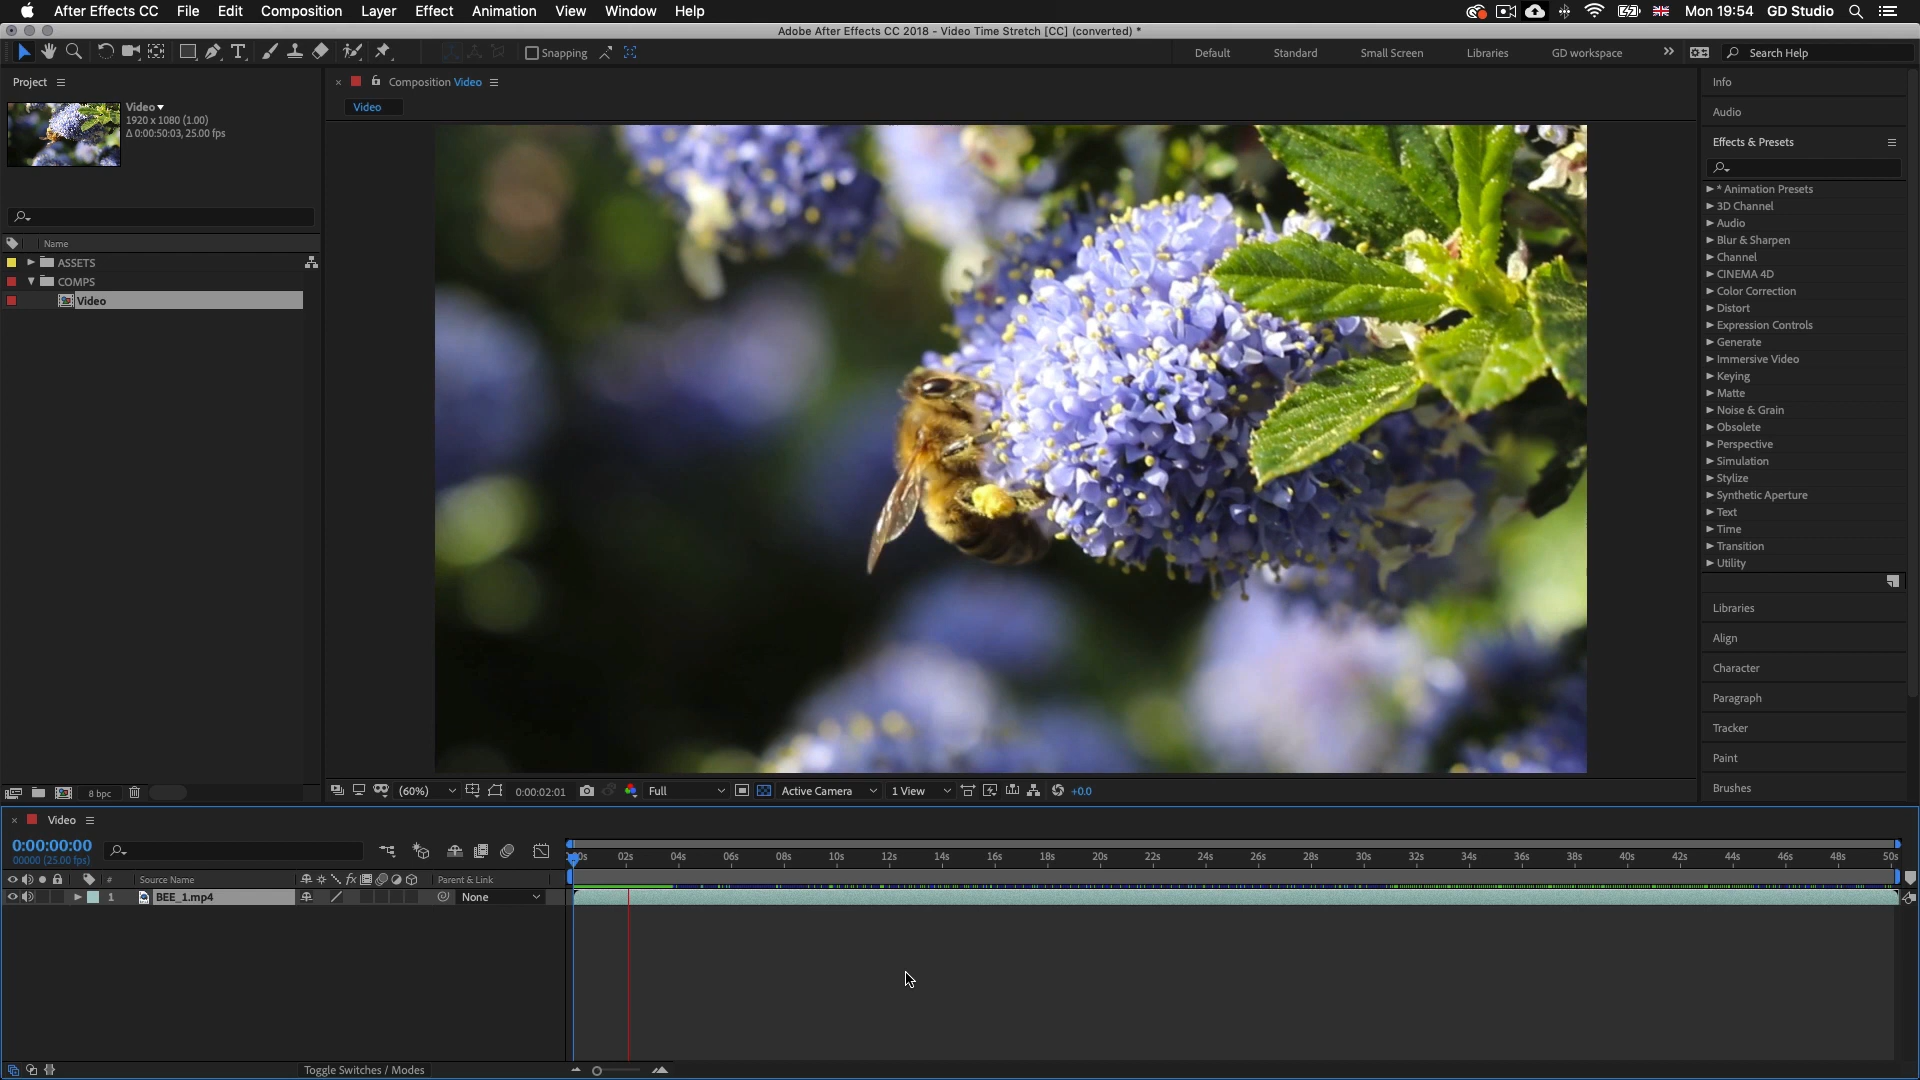 After Effects CC File Edit Composition Layer Effect Animation View Window Help Mon 19:54 GD Studio
Adobe After Effects CC 2018 - Video Time Stretch [CC] (converted) *
Snapping Default Standard Small Screen Libraries GD workspace Search Help
Project
Composition Video
Video
Video
1920 x 1080 (1.00)
Δ 0:00:50:03, 25.00 fps
Name
ASSETS
COMPS
Video
8 bpc
(60%) 0:00:02:01 Full Active Camera 1 View +0.0
Info
Audio
Effects & Presets
* Animation Presets
3D Channel
Audio
Blur & Sharpen
Channel
CINEMA 4D
Color Correction
Distort
Expression Controls
Generate
Immersive Video
Keying
Matte
Noise & Grain
Obsolete
Perspective
Simulation
Stylize
Synthetic Aperture
Text
Time
Transition
Utility
Libraries
Align
Character
Paragraph
Tracker
Paint
Brushes
Video
0:00:00:00
00000 (25.00 fps)
02s 04s 06s 08s 10s 12s 14s 16s 18s 20s 22s 24s 26s 28s 30s 32s 34s 36s 38s 40s 42s 44s 46s 48s 50s
# Source Name fx Parent & Link
1 BEE_1.mp4 None
Toggle Switches / Modes